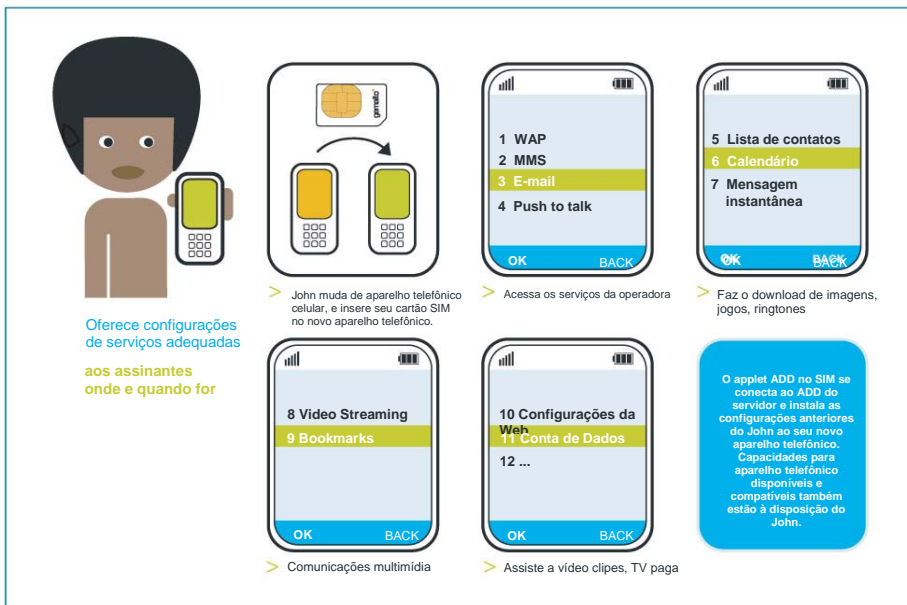 gemalto
> John muda de aparelho telefônico
celular, e insere seu cartão SIM
no novo aparelho telefônico.
1 WAP
2 MMS
3 E-mail
4 Push to talk
OK BACK
> Acessa os serviços da operadora
5 Lista de contatos
6 Calendário
7 Mensagem
instantânea
OK BACK
> Faz o download de imagens,
jogos, ringtones
Oferece configurações
de serviços adequadas
aos assinantes
onde e quando for
8 Video Streaming
9 Bookmarks
OK BACK
> Comunicações multimídia
10 Configurações da
Web
11 Conta de Dados
12 ...
OK BACK
> Assiste a vídeo clipes, TV paga
O applet ADD no SIM se
conecta ao ADD do
servidor e instala as
configurações anteriores
do John ao seu novo
aparelho telefônico.
Capacidades para
aparelho telefônico
disponíveis e
compatíveis também
estão à disposição do
John.